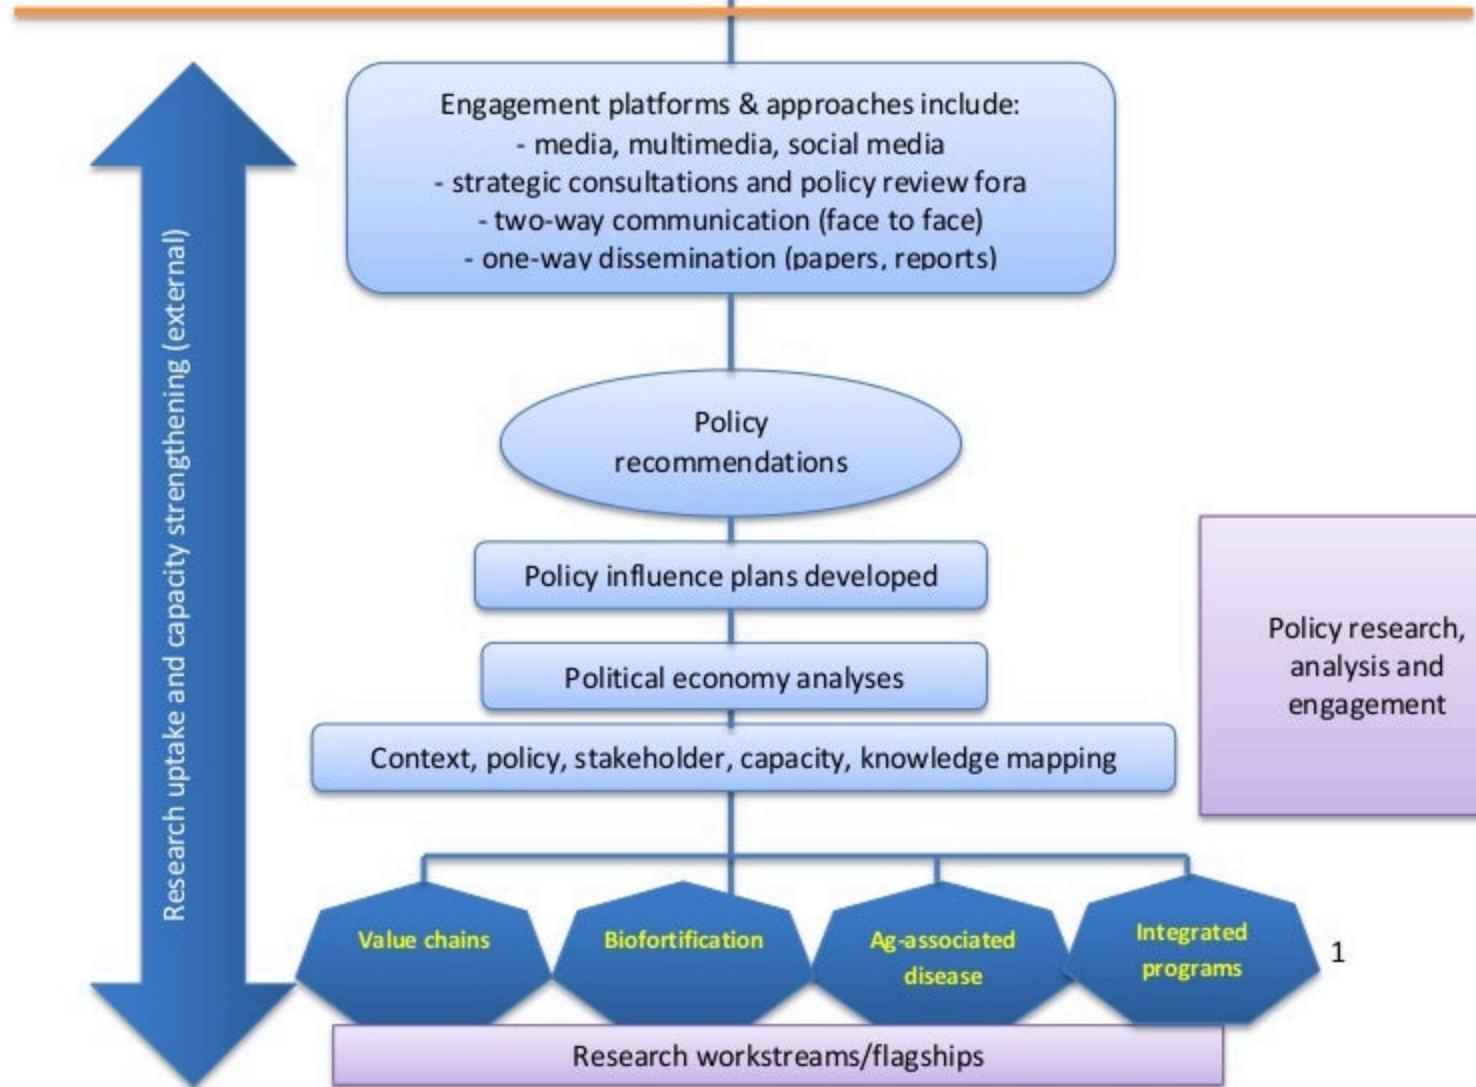 Engagement platforms & approaches include:
- media, multimedia, social media
- strategic consultations and policy review fora
- two-way communication (face to face)
- one-way dissemination (papers, reports)
Research uptake and capacity strengthening (external)
Policy
recommendations
Policy influence plans developed
Policy research,
analysis and
engagement
Political economy analyses
Context, policy, stakeholder, capacity, knowledge mapping
Value chains
Biofortification
Ag-associated
disease
Integrated
programs
1
Research workstreams/flagships